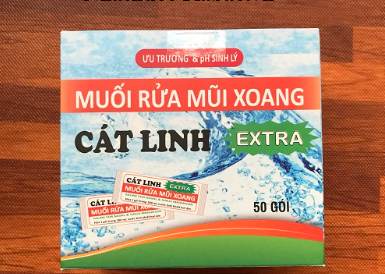 ƯU TRƯƠNG & pH SINH LÝ
MUỐI RỬA MŨI XOANG
CÁT LINH EXTRA
CÁT LINH EXTRA
MUỐI RỬA MŨI XOANG
50 GÓI